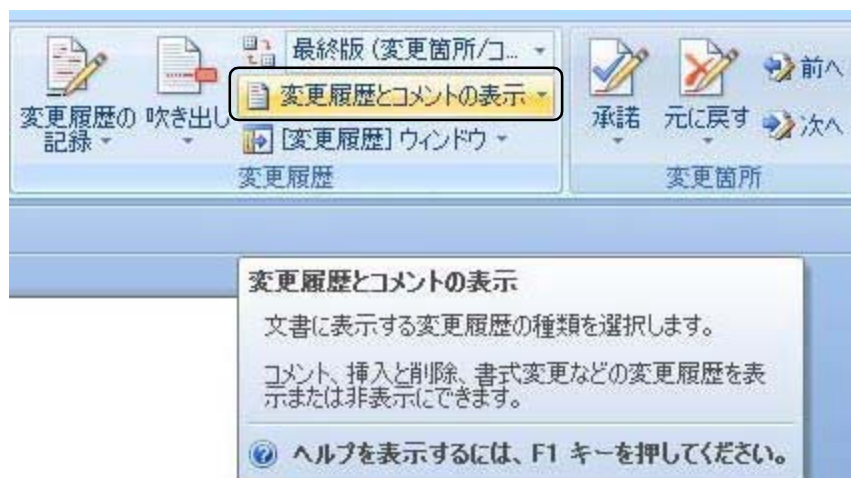 最終版 (変更箇所/コ...
変更履歴とコメントの表示
[変更履歴] ウィンドウ
変更履歴の
記録
吹き出し
変更履歴
承諾
元に戻す
前へ
次へ
変更箇所
変更履歴とコメントの表示
文書に表示する変更履歴の種類を選択します。
コメント、挿入と削除、書式変更などの変更履歴を表
示または非表示にできます。
ヘルプを表示するには、F1 キーを押してください。